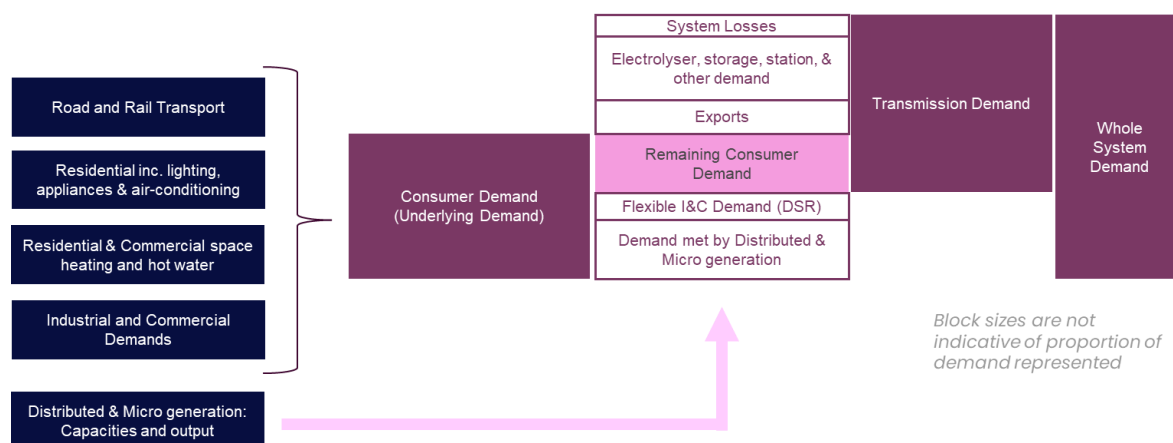 Road and Rail Transport
Residential inc. lighting,
appliances & air-conditioning
Residential & Commercial space
heating and hot water
Industrial and Commercial
Demands
Distributed & Micro generation:
Capacities and output
Consumer Demand
(Underlying Demand)
System Losses
Electrolyser, storage, station, &
other demand
Exports
Remaining Consumer
Demand
Flexible I&C Demand (DSR)
Demand met by Distributed &
Micro generation
Transmission Demand
Whole
System
Demand
Block sizes are not
indicative of proportion of
demand represented